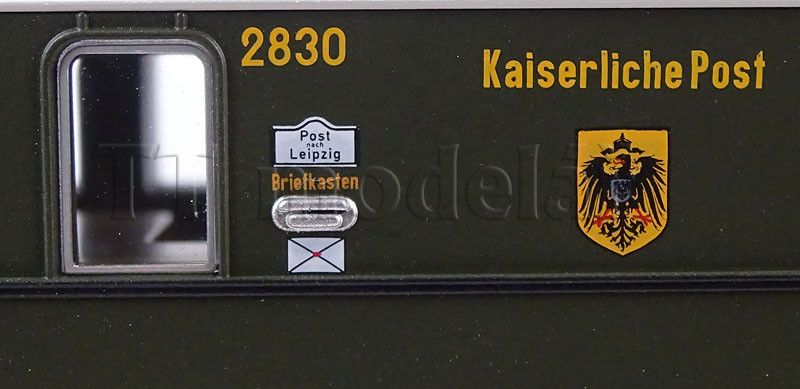 2830
Kaiserliche Post
Post
nach
Leipzig
Briefkasten